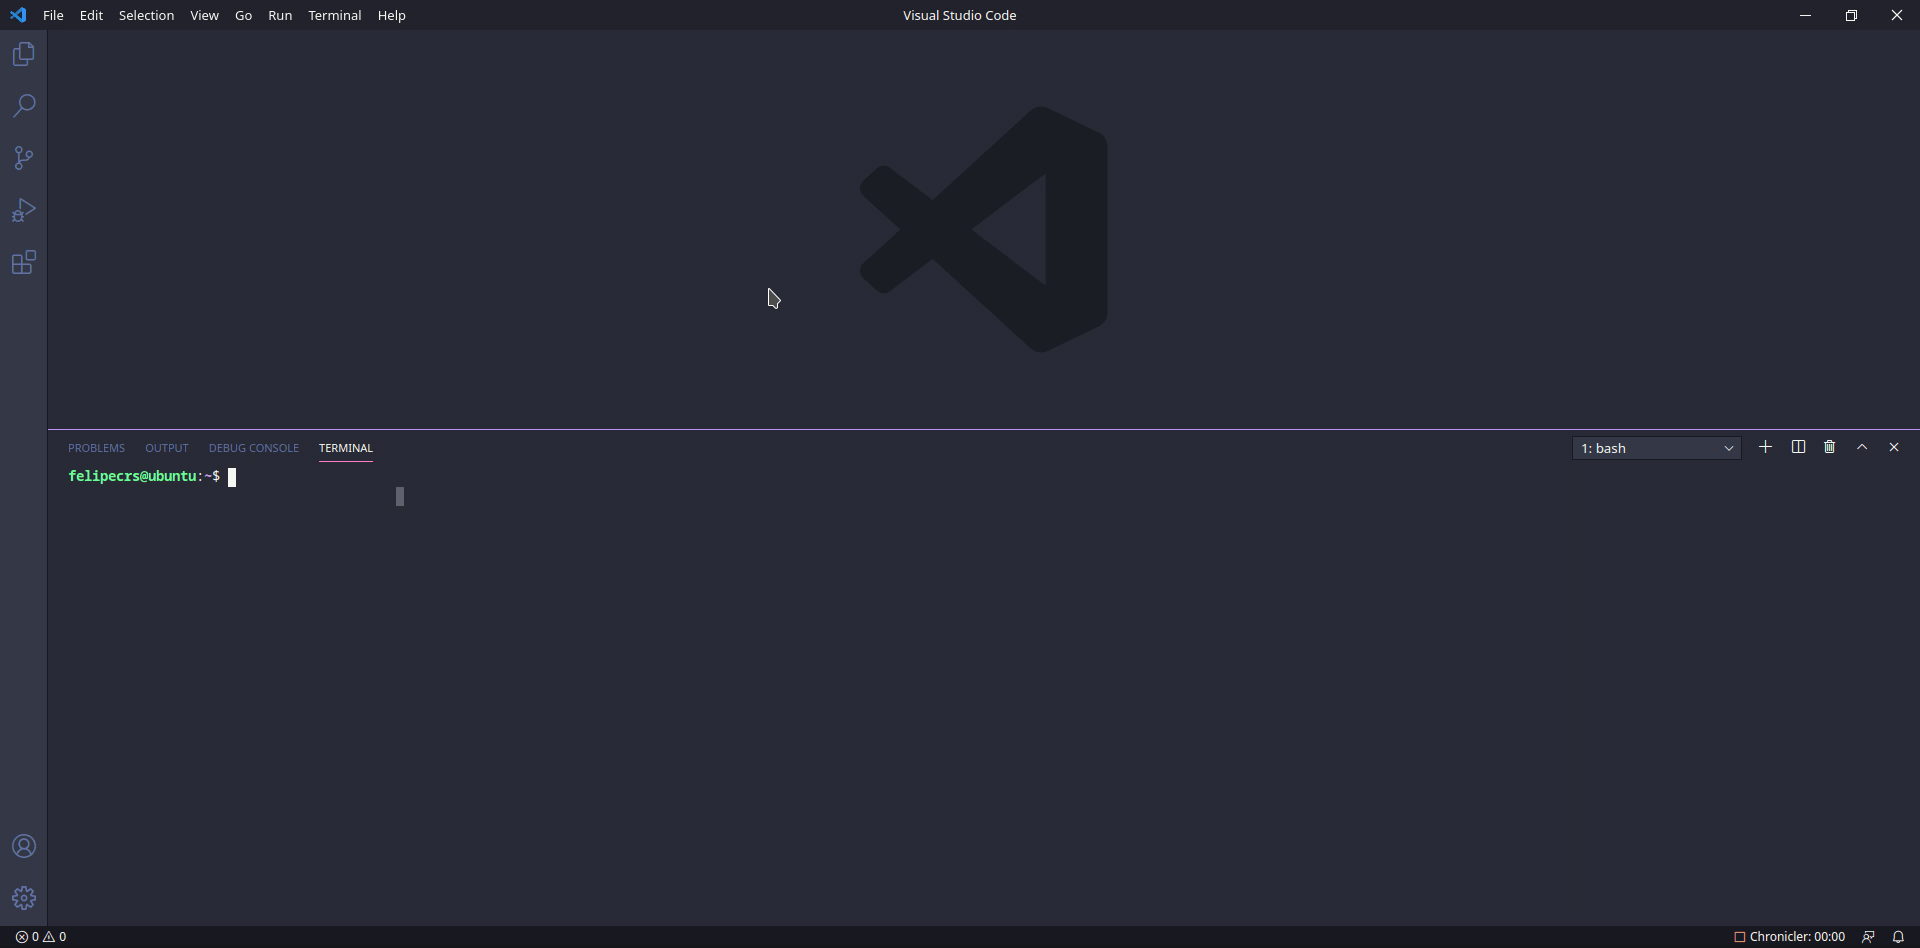 File Edit Selection View Go Run Terminal Help Visual Studio Code
PROBLEMS OUTPUT DEBUG CONSOLE TERMINAL 1: bash
felipecrs@ubuntu:~$
0 0 Chronicler: 00:00